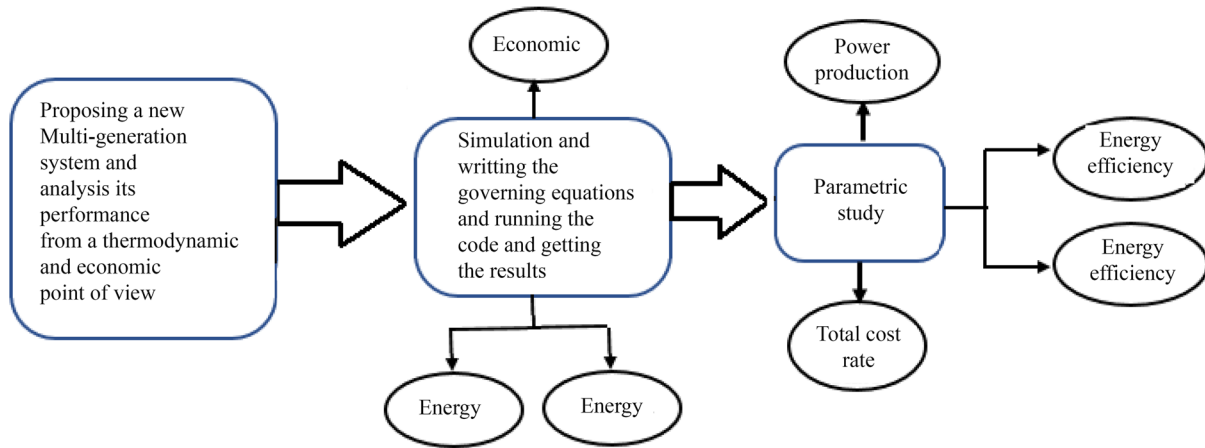 Proposing a new
Multi-generation
system and
analysis its
performance
from a thermodynamic
and economic
point of view
Economic
Simulation and
writting the
governing equations
and running the
code and getting
the results
Energy
Energy
Power
production
Parametric
study
Total cost
rate
Energy
efficiency
Energy
efficiency